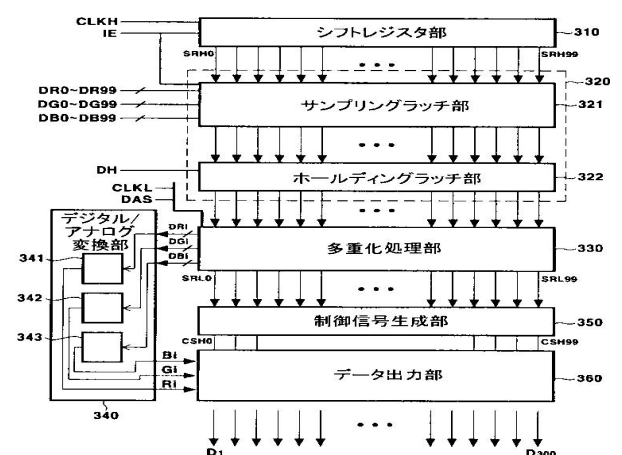 CLKH
IE
シフトレジスタ部
310
SRH0
SRH99
320
DR0~DR99
DG0~DG99
DB0~DB99
サンプリングラッチ部
321
DH
ホールディングラッチ部
322
CLKL
DAS
デジタル/
アナログ
変換部
DRi
DGi
DBi
多重化処理部
330
341
342
343
SRL0
SRL99
制御信号生成部
350
CSH0
CSH99
Bi
Gi
Ri
データ出力部
360
340
D1
D300